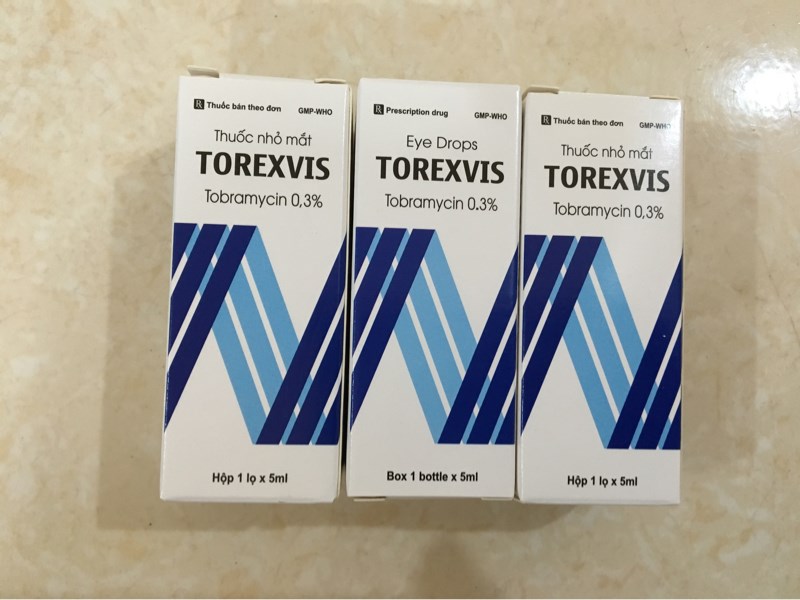 ℞ Thuốc bán theo đơn GMP-WHO
Thuốc nhỏ mắt
TOREXVIS
Tobramycin 0,3%
Hộp 1 lọ x 5ml
℞ Prescription drug GMP-WHO
Eye Drops
TOREXVIS
Tobramycin 0.3%
Box 1 bottle x 5ml
℞ Thuốc bán theo đơn GMP-WHO
Thuốc nhỏ mắt
TOREXVIS
Tobramycin 0,3%
Hộp 1 lọ x 5ml